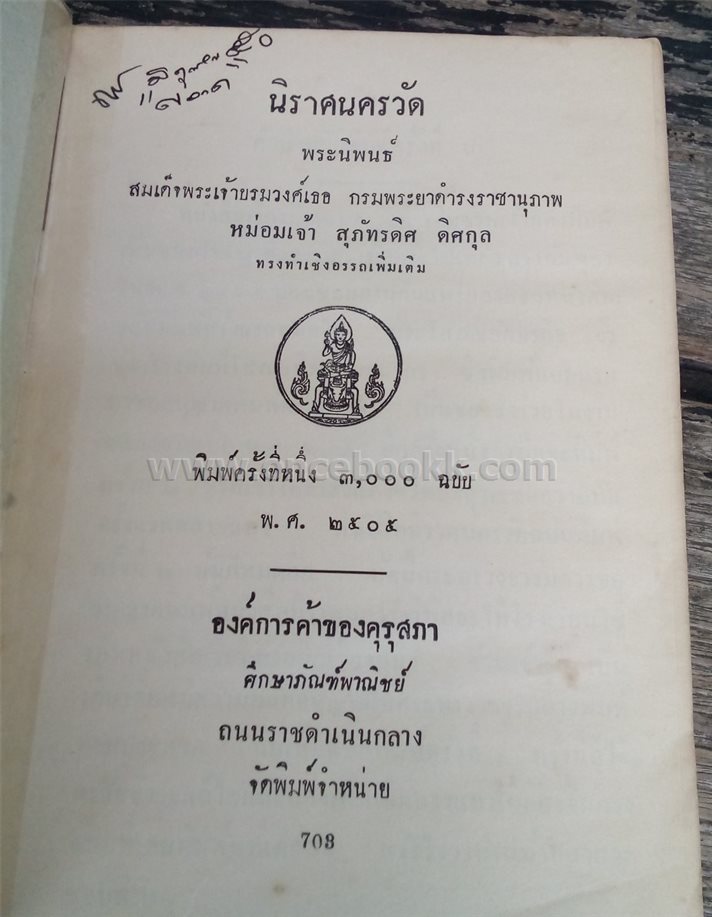 นิราศนครวัด
พระนิพนธ์
สมเด็จพระเจ้าบรมวงศ์เธอ กรมพระยาดำรงราชานุภาพ
หม่อมเจ้า สุภัทรดิศ ดิศกุล
ทรงทำเชิงอรรถเพิ่มเติม
พิมพ์ครั้งที่หนึ่ง ๓,๐๐๐ ฉบับ
พ. ศ. ๒๕๐๕
องค์การค้าของคุรุสภา
ศึกษาภัณฑ์พาณิชย์
ถนนราชดำเนินกลาง
จัดพิมพ์จำหน่าย
703